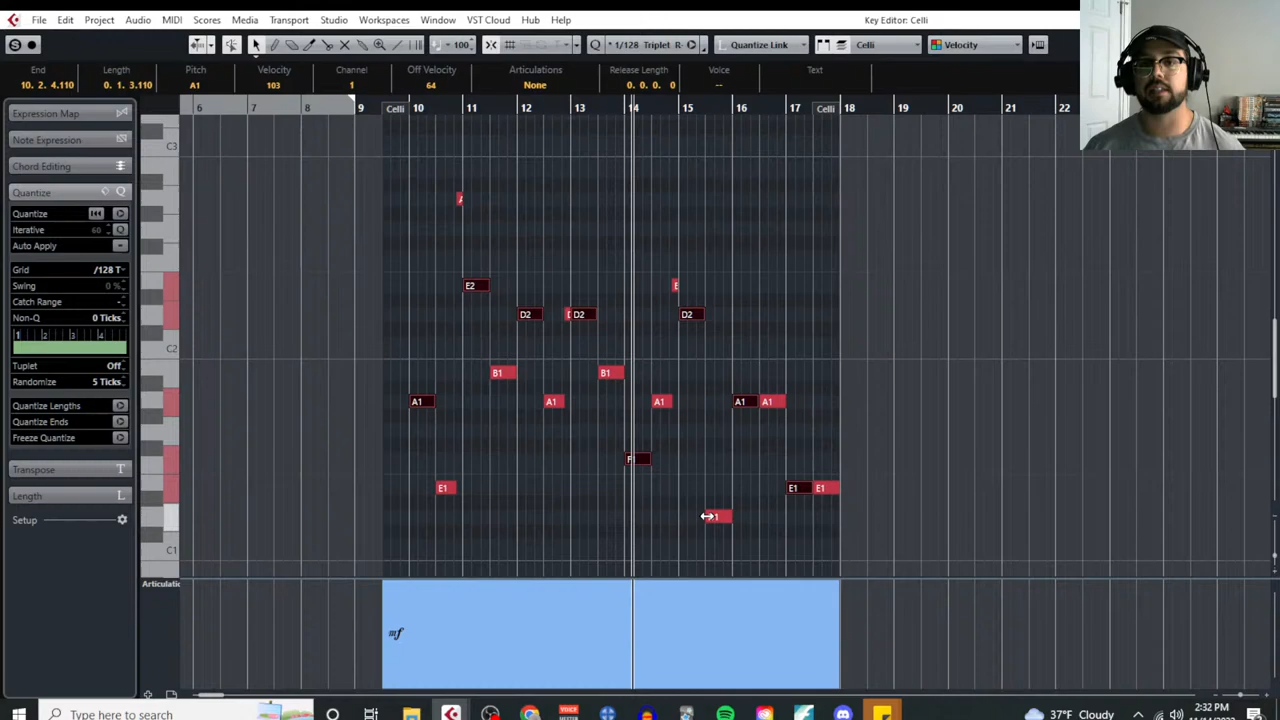 File Edit Project Audio MIDI Scores Media Transport Studio Workspaces Window VST Cloud Hub Help Key Editor: Celli
100 1/128 Triplet R- Quantize Link Celli Velocity
End Length Pitch Velocity Channel Off Velocity Articulations Release Length Voice Text
10. 2. 4.110 0. 1. 3.110 A1 103 1 64 None 0. 0. 0. 0 --
6 7 8 9 Celli 10 11 12 13 14 15 16 17 Celli 18 19 20 21 22
Expression Map
Note Expression
Chord Editing
Quantize
Quantize
Iterative 60
Auto Apply
Grid /128 T
Swing 0 %
Catch Range -
Non-Q 0 Ticks
1 2 3 4
Tuplet Off
Randomize 5 Ticks
Quantize Lengths
Quantize Ends
Freeze Quantize
Transpose
Length
Setup
C3
E2
D2 D2 D2
C2
B1 B1
A1 A1 A1 A1 A1
E1 E1 E1
C1
Articulatio
mf
Type here to search
37°F Cloudy
2:32 PM